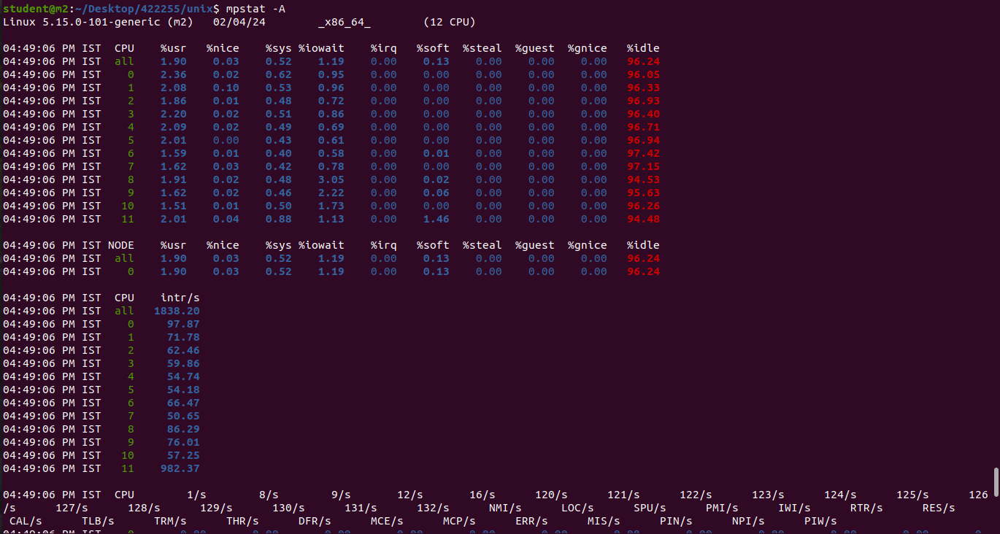 student@m2:~/Desktop/422255/unix$ mpstat -A
Linux 5.15.0-101-generic (m2)   02/04/24        _x86_64_        (12 CPU)
04:49:06 PM IST  CPU    %usr   %nice    %sys %iowait    %irq   %soft  %steal  %guest  %gnice   %idle
04:49:06 PM IST  all    1.90    0.03    0.52    1.19    0.00    0.13    0.00    0.00    0.00   96.24
04:49:06 PM IST    0    2.36    0.02    0.62    0.95    0.00    0.00    0.00    0.00    0.00   96.05
04:49:06 PM IST    1    2.08    0.10    0.53    0.96    0.00    0.00    0.00    0.00    0.00   96.33
04:49:06 PM IST    2    1.86    0.01    0.48    0.72    0.00    0.00    0.00    0.00    0.00   96.93
04:49:06 PM IST    3    2.20    0.02    0.51    0.86    0.00    0.00    0.00    0.00    0.00   96.40
04:49:06 PM IST    4    2.09    0.02    0.49    0.69    0.00    0.00    0.00    0.00    0.00   96.71
04:49:06 PM IST    5    2.01    0.00    0.43    0.61    0.00    0.00    0.00    0.00    0.00   96.94
04:49:06 PM IST    6    1.59    0.01    0.40    0.58    0.00    0.01    0.00    0.00    0.00   97.42
04:49:06 PM IST    7    1.62    0.03    0.42    0.78    0.00    0.00    0.00    0.00    0.00   97.15
04:49:06 PM IST    8    1.91    0.02    0.48    3.05    0.00    0.02    0.00    0.00    0.00   94.53
04:49:06 PM IST    9    1.62    0.02    0.46    2.22    0.00    0.06    0.00    0.00    0.00   95.63
04:49:06 PM IST   10    1.51    0.01    0.50    1.73    0.00    0.00    0.00    0.00    0.00   96.26
04:49:06 PM IST   11    2.01    0.04    0.88    1.13    0.00    1.46    0.00    0.00    0.00   94.48
04:49:06 PM IST NODE    %usr   %nice    %sys %iowait    %irq   %soft  %steal  %guest  %gnice   %idle
04:49:06 PM IST  all    1.90    0.03    0.52    1.19    0.00    0.13    0.00    0.00    0.00   96.24
04:49:06 PM IST    0    1.90    0.03    0.52    1.19    0.00    0.13    0.00    0.00    0.00   96.24
04:49:06 PM IST  CPU    intr/s
04:49:06 PM IST  all   1838.20
04:49:06 PM IST    0     97.87
04:49:06 PM IST    1     71.78
04:49:06 PM IST    2     62.46
04:49:06 PM IST    3     59.86
04:49:06 PM IST    4     54.74
04:49:06 PM IST    5     54.18
04:49:06 PM IST    6     66.47
04:49:06 PM IST    7     50.65
04:49:06 PM IST    8     86.29
04:49:06 PM IST    9     76.01
04:49:06 PM IST   10     57.25
04:49:06 PM IST   11    982.37
04:49:06 PM IST  CPU        1/s        8/s        9/s       12/s       16/s      120/s      121/s      122/s      123/s      124/s      125/s      126
/s      127/s      128/s      129/s      130/s      131/s      132/s      NMI/s      LOC/s      SPU/s      PMI/s      IWI/s      RTR/s      RES/s
 CAL/s      TLB/s      TRM/s      THR/s      DFR/s      MCE/s      MCP/s      ERR/s      MIS/s      PIN/s      NPI/s      PIW/s